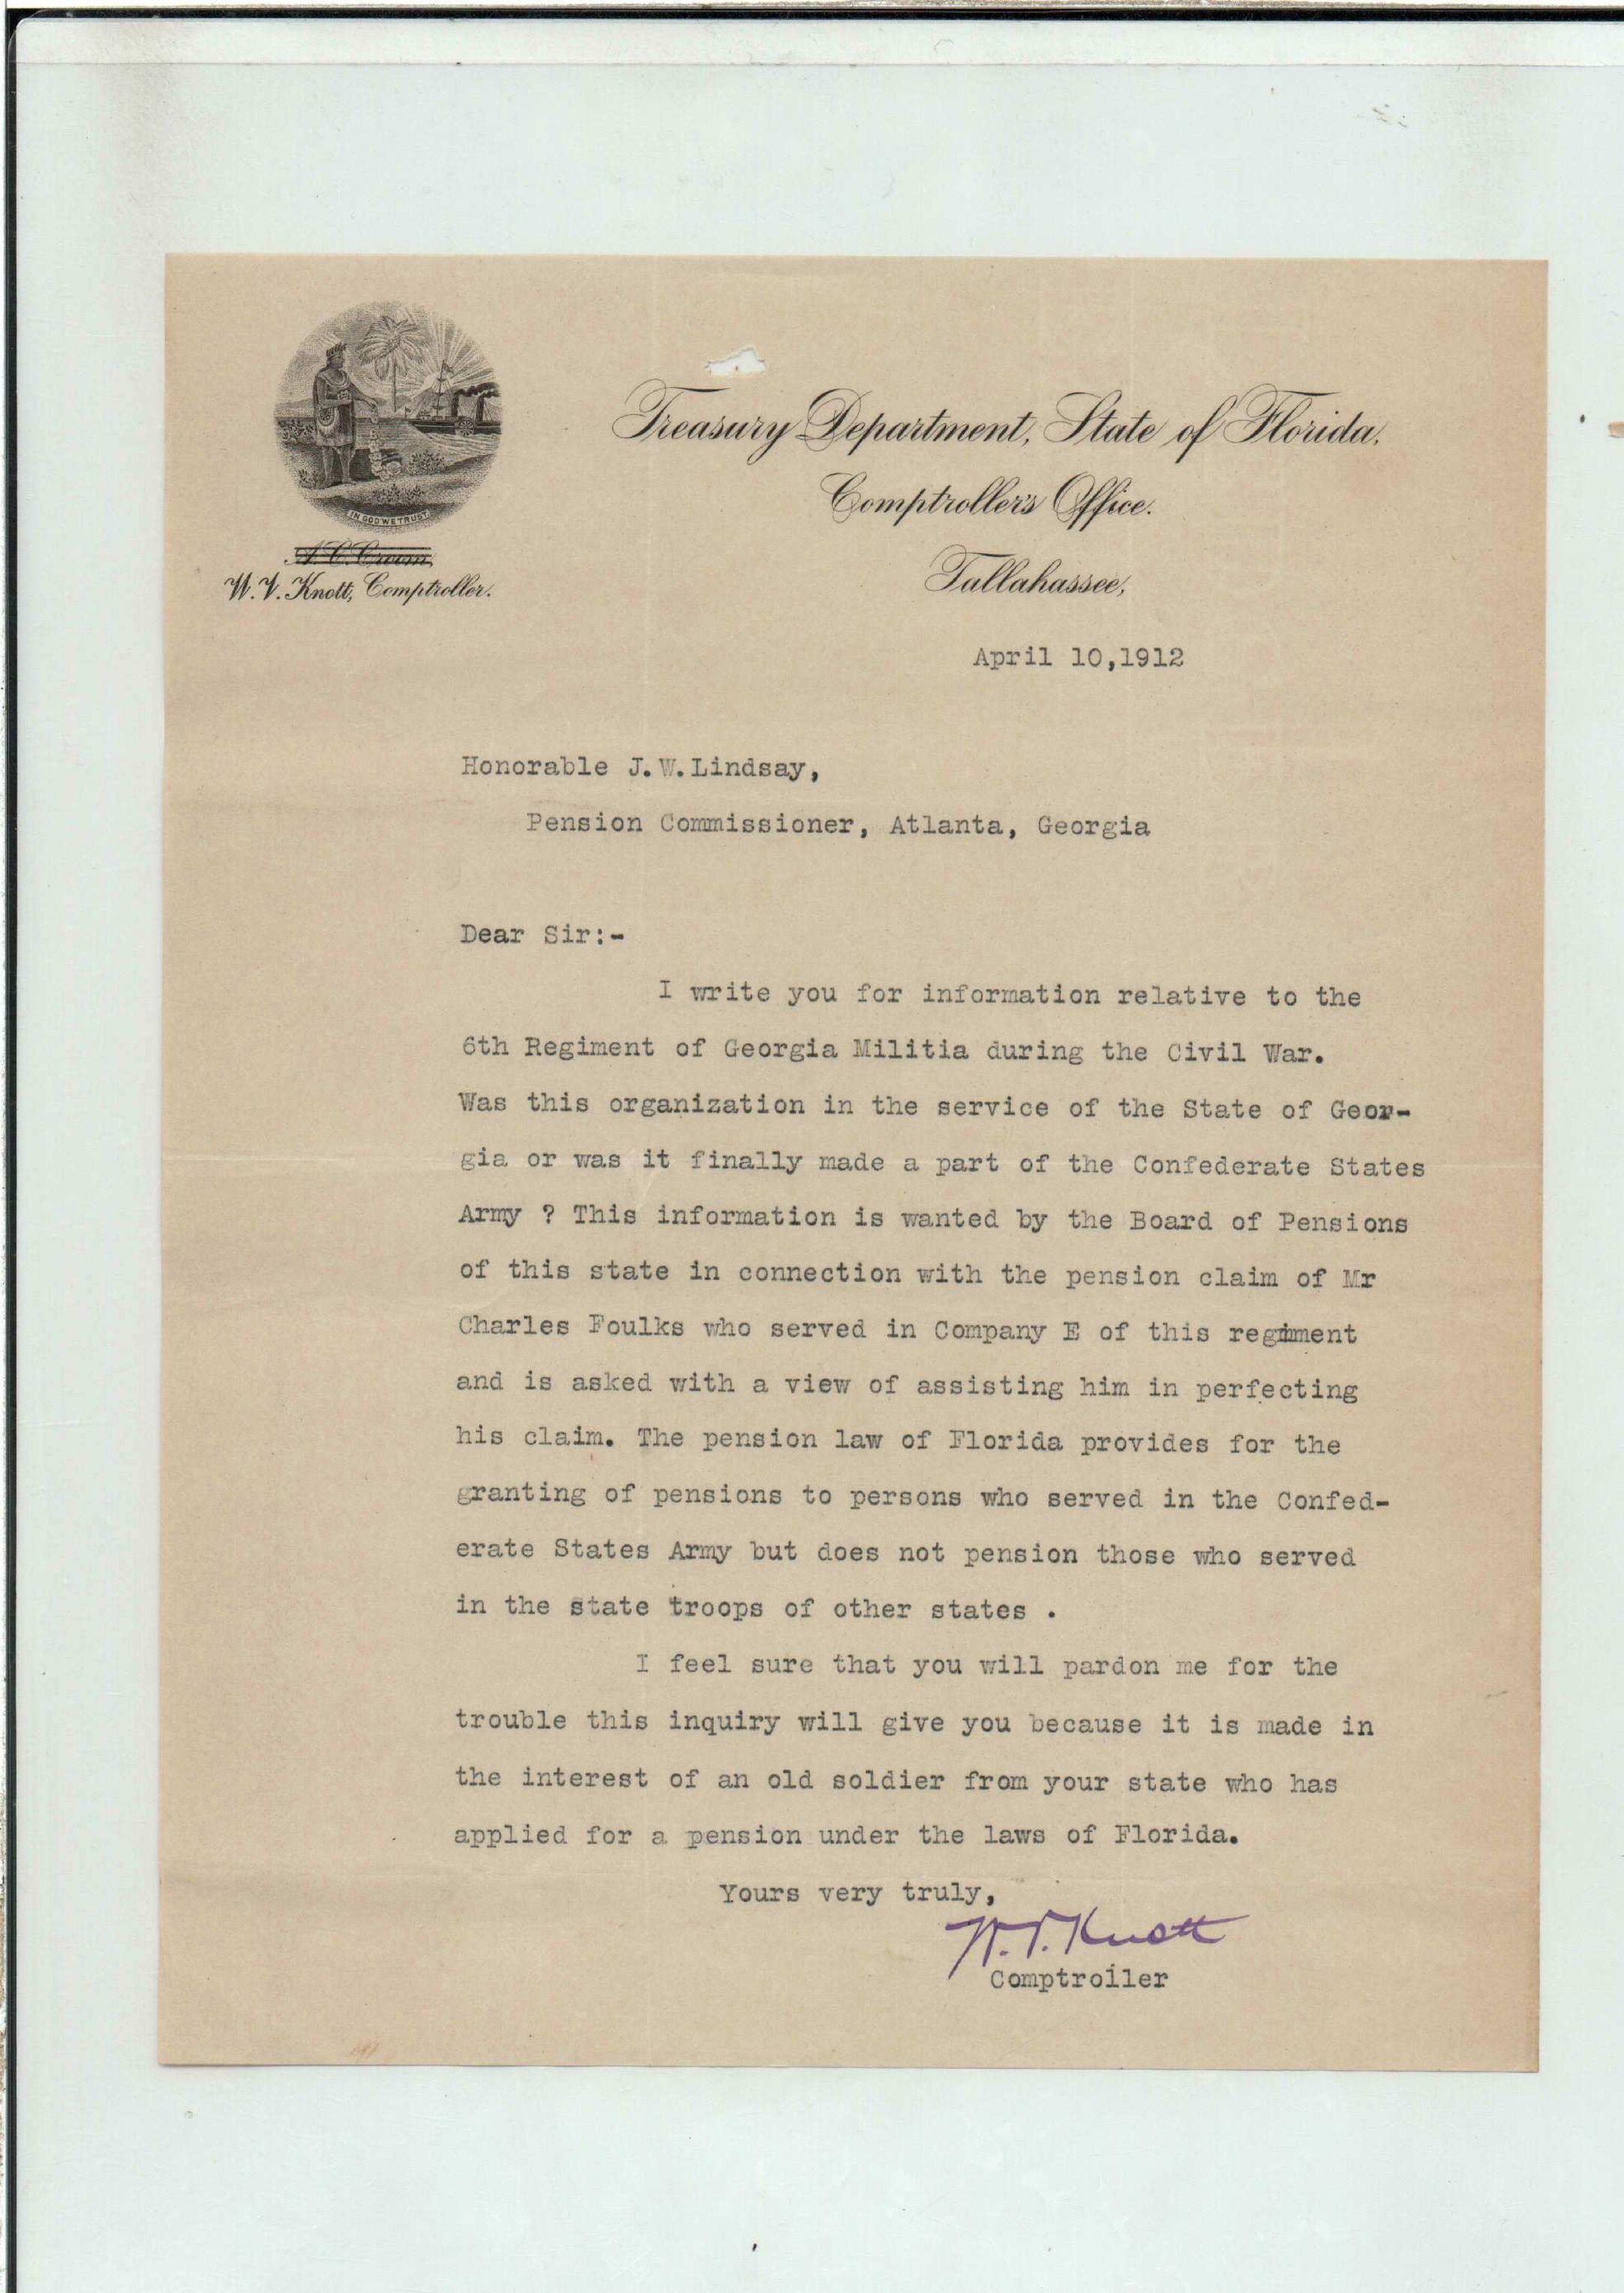 Treasury Department, State of Florida.
Comptroller's Office.
Tallahassee,
IN GOD WE TRUST
A. C. Croom,
W. V. Knott, Comptroller.
April 10,1912
Honorable J.W.Lindsay,
Pension Commissioner, Atlanta, Georgia
Dear Sir:-
I write you for information relative to the
6th Regiment of Georgia Militia during the Civil War.
Was this organization in the service of the State of Geor-
gia or was it finally made a part of the Confederate States
Army ? This information is wanted by the Board of Pensions
of this state in connection with the pension claim of Mr
Charles Foulks who served in Company E of this regiment
and is asked with a view of assisting him in perfecting
his claim. The pension law of Florida provides for the
granting of pensions to persons who served in the Confed-
erate States Army but does not pension those who served
in the state troops of other states .
I feel sure that you will pardon me for the
trouble this inquiry will give you because it is made in
the interest of an old soldier from your state who has
applied for a pension under the laws of Florida.
Yours very truly,
W.V.Knott
Comptroller